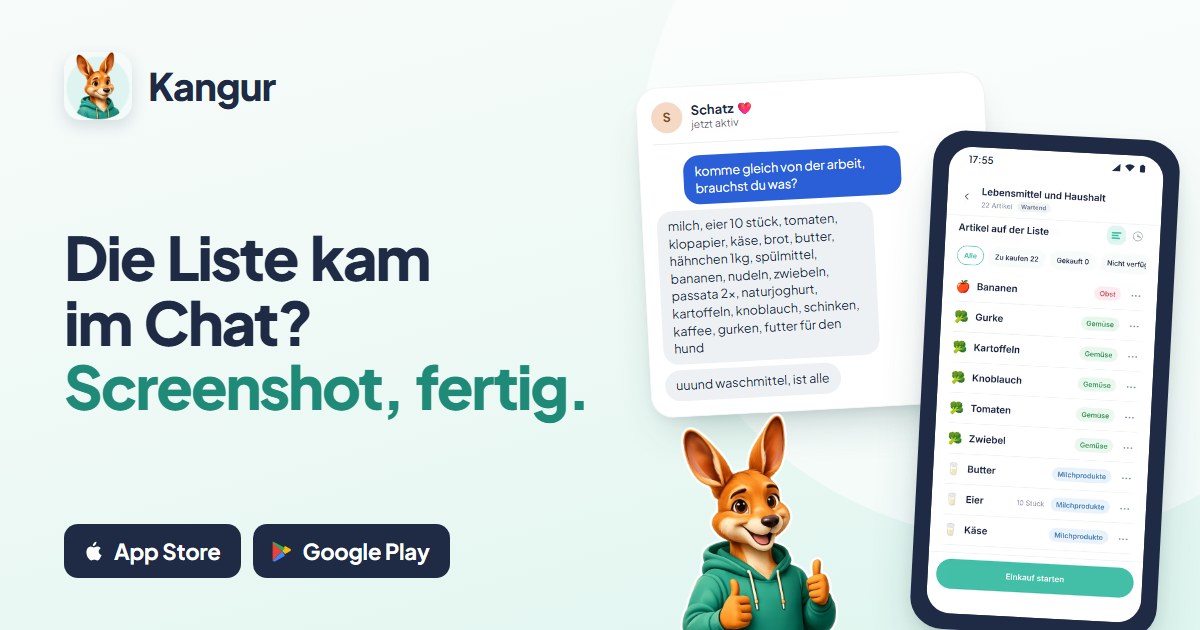 Kangur
Die Liste kam
im Chat?
Screenshot, fertig.
App Store
Google Play
S
Schatz ❤️
jetzt aktiv
komme gleich von der arbeit,
brauchst du was?
milch, eier 10 stück, tomaten,
klopapier, käse, brot, butter,
hähnchen 1kg, spülmittel,
bananen, nudeln, zwiebeln,
passata 2×, naturjoghurt,
kartoffeln, knoblauch, schinken,
kaffee, gurken, futter für den
hund
uuund waschmittel, ist alle
17:55
Lebensmittel und Haushalt
22 Artikel Wartend
Artikel auf der Liste
Alle Zu kaufen 22 Gekauft 0 Nicht verfüg
Bananen Obst
Gurke Gemüse
Kartoffeln Gemüse
Knoblauch Gemüse
Tomaten Gemüse
Zwiebel Gemüse
Butter Milchprodukte
Eier 10 Stück Milchprodukte
Käse Milchprodukte
Einkauf starten